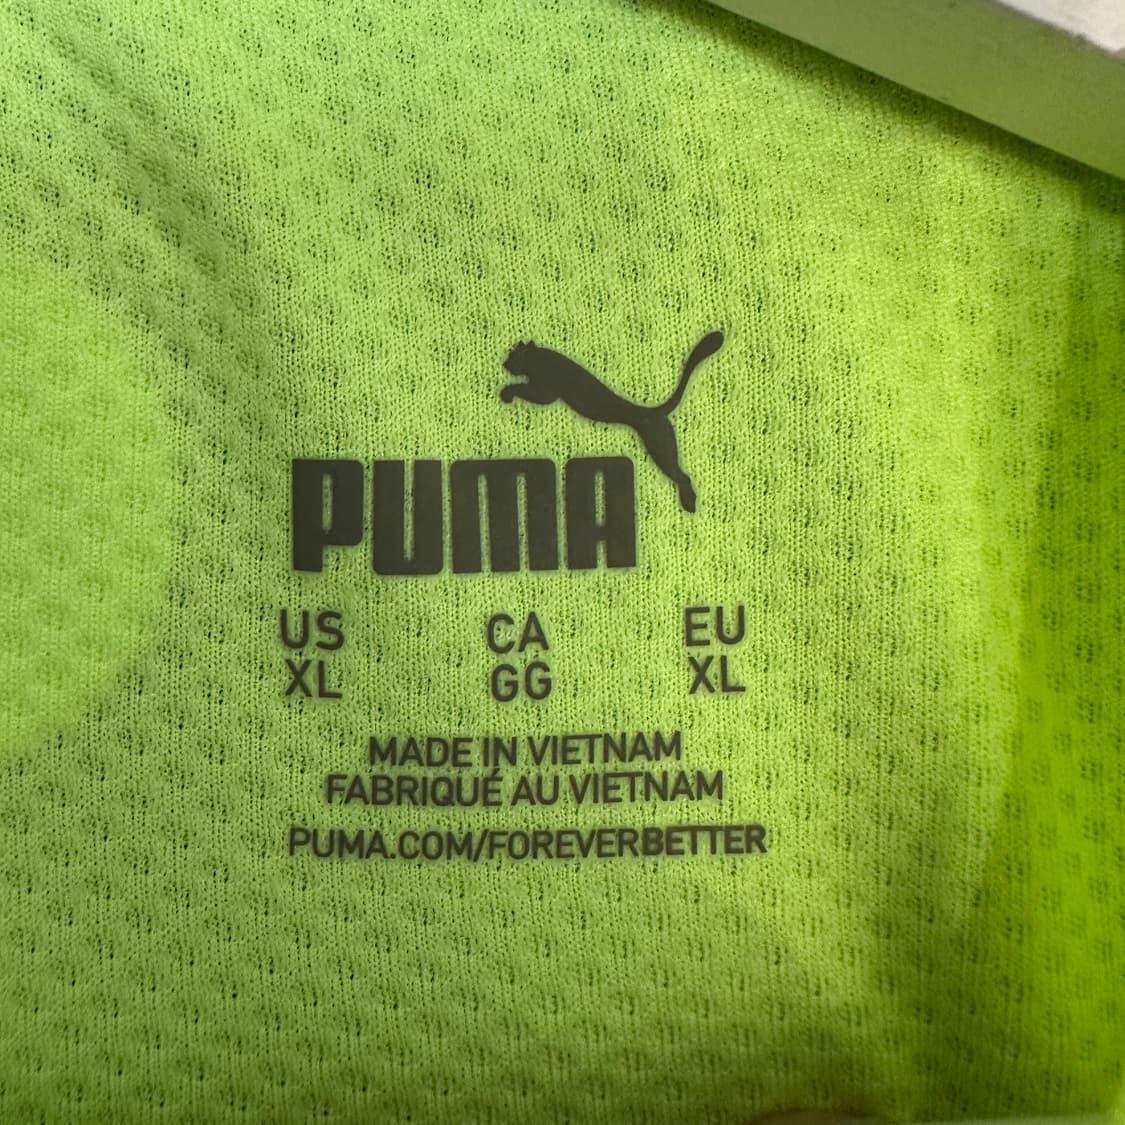 PUMA
US CA EU
XL GG XL
MADE IN VIETNAM
FABRIQUÉ AU VIETNAM
PUMA.COM/FOREVERBETTER